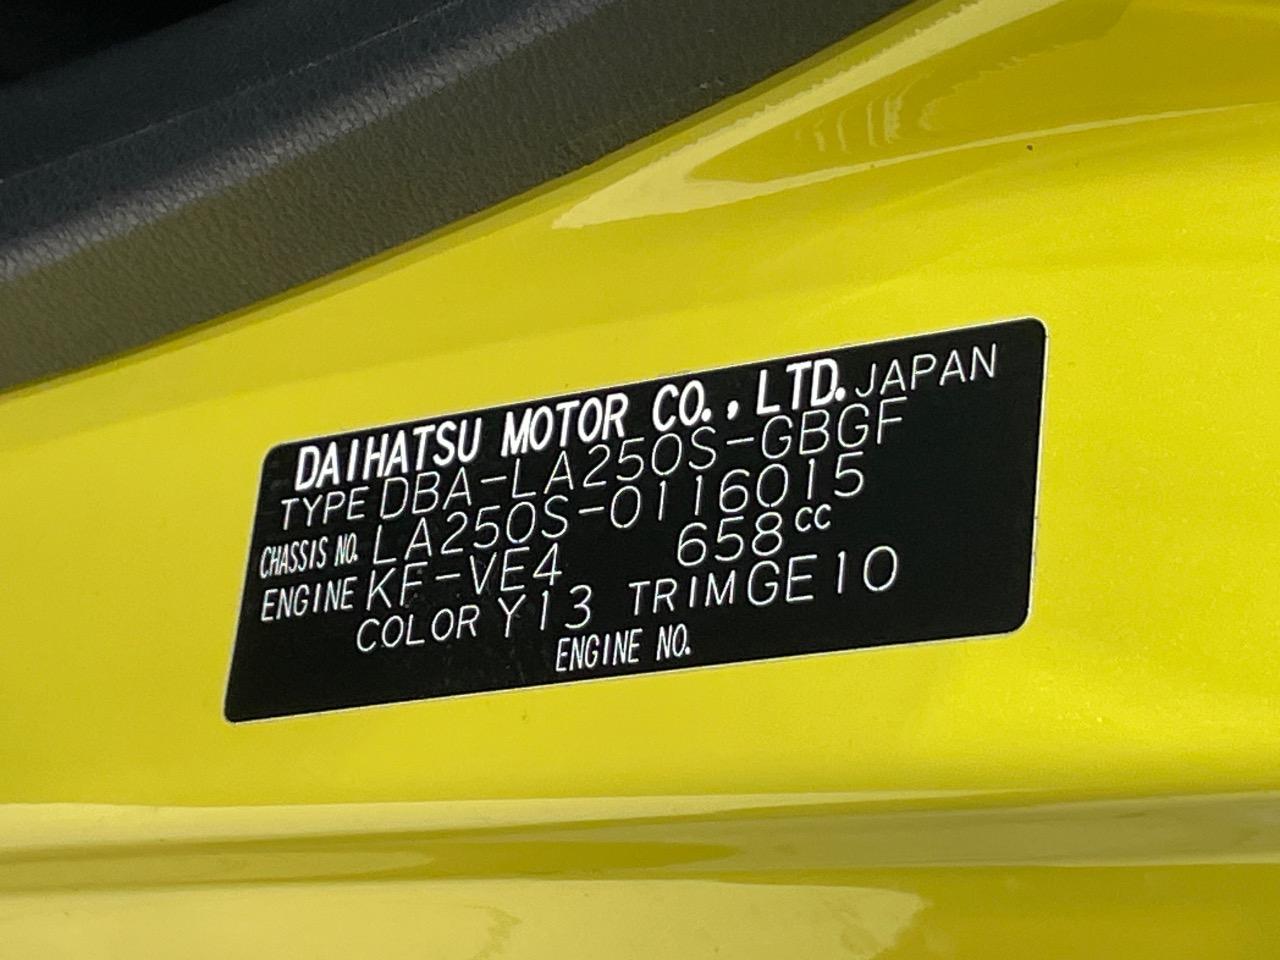 DAIHATSU MOTOR CO., LTD. JAPAN
TYPE DBA-LA250S-GBGF
CHASSIS NO. LA250S-0116015
ENGINE KF-VE4 658cc
COLOR Y13 TRIM GE10
ENGINE NO.